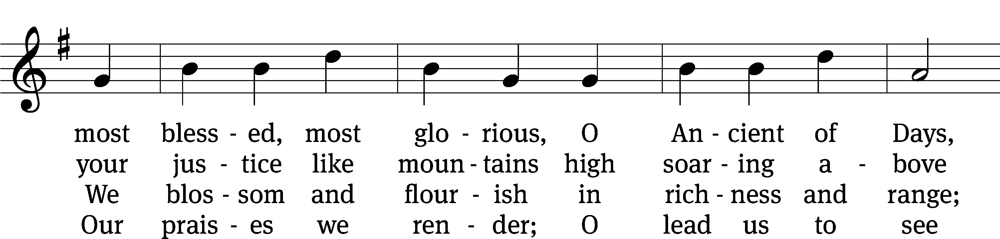 most bless - ed, most glo - rious, O An - cient of Days,
your jus - tice like moun - tains high soar - ing a - bove
We blos - som and flour - ish in rich - ness and range;
Our prais - es we ren - der; O lead us to see